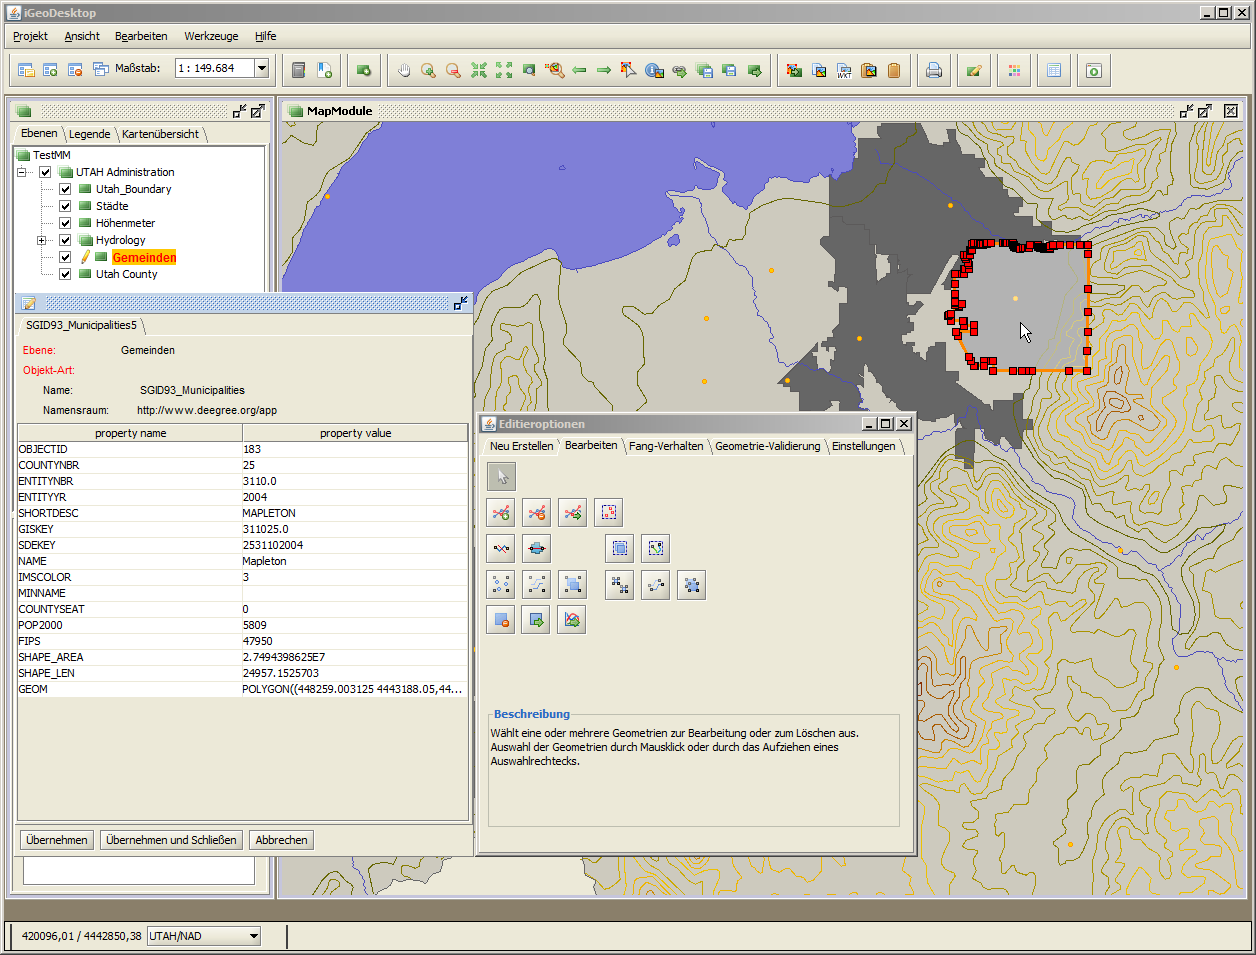 iGeoDesktop
Projekt Ansicht Bearbeiten Werkzeuge Hilfe
Maßstab: 1 : 149.684
WKT
MapModule
Ebenen Legende Kartenübersicht
TestMM
UTAH Administration
Utah_Boundary
Städte
Höhenmeter
Hydrology
Gemeinden
Utah County
SGID93_Municipalities5
Ebene: Gemeinden
Objekt-Art:
Name: SGID93_Municipalities
Namensraum: http://www.deegree.org/app
property name property value
OBJECTID 183
COUNTYNBR 25
ENTITYNBR 3110.0
ENTITYYR 2004
SHORTDESC MAPLETON
GISKEY 311025.0
SDEKEY 2531102004
NAME Mapleton
IMSCOLOR 3
MINNAME
COUNTYSEAT 0
POP2000 5809
FIPS 47950
SHAPE_AREA 2.7494398625E7
SHAPE_LEN 24957.1525703
GEOM POLYGON((448259.003125 4443188.05,44...
Übernehmen Übernehmen und Schließen Abbrechen
Editieroptionen
Neu Erstellen Bearbeiten Fang-Verhalten Geometrie-Validierung Einstellungen
Beschreibung
Wählt eine oder mehrere Geometrien zur Bearbeitung oder zum Löschen aus.
Auswahl der Geometrien durch Mausklick oder durch das Aufziehen eines
Auswahlrechtecks.
420096,01 / 4442850,38 UTAH/NAD